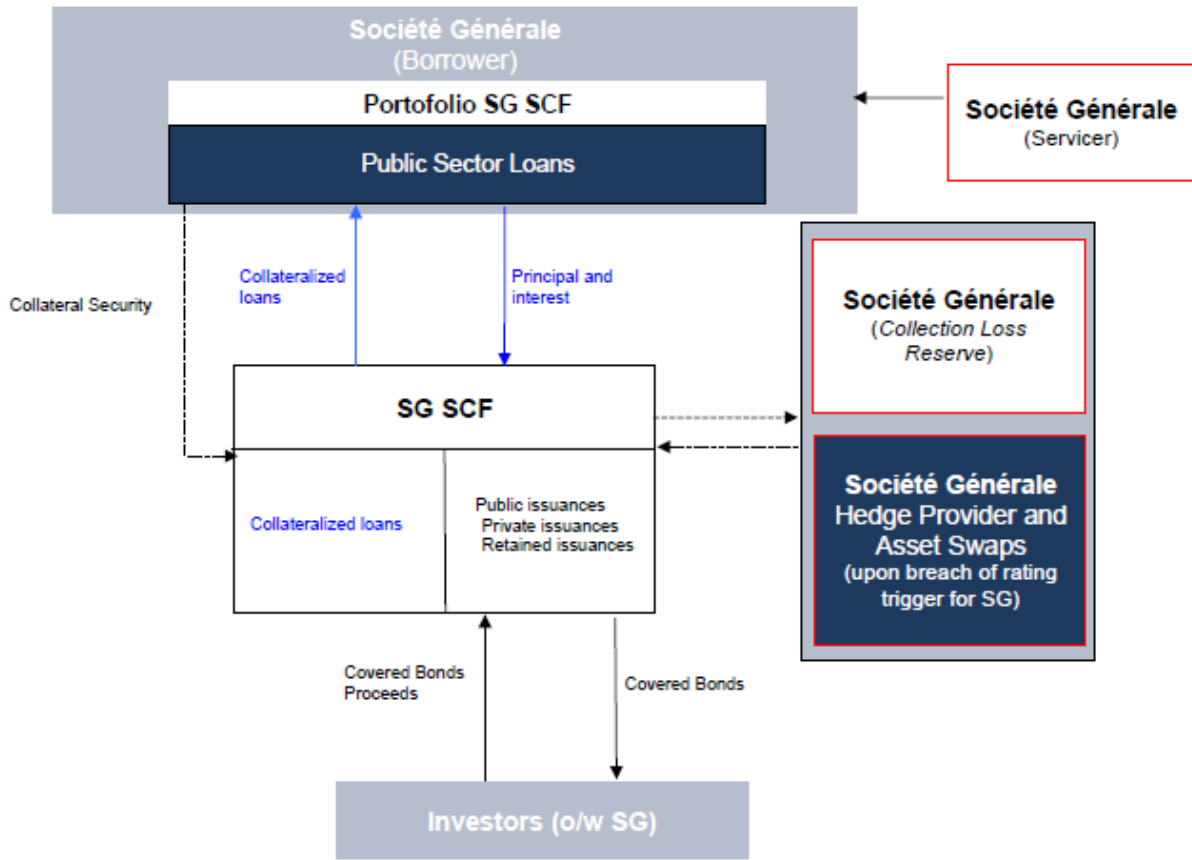 Société Générale
(Borrower)
Portofolio SG SCF
Public Sector Loans
Société Générale
(Servicer)
Collateral Security
Collateralized
loans
Principal and
interest
Société Générale
(Collection Loss
Reserve)
SG SCF
Collateralized loans
Public issuances
Private issuances
Retained issuances
Société Générale
Hedge Provider and
Asset Swaps
(upon breach of rating
trigger for SG)
Covered Bonds
Proceeds
Covered Bonds
Investors (o/w SG)